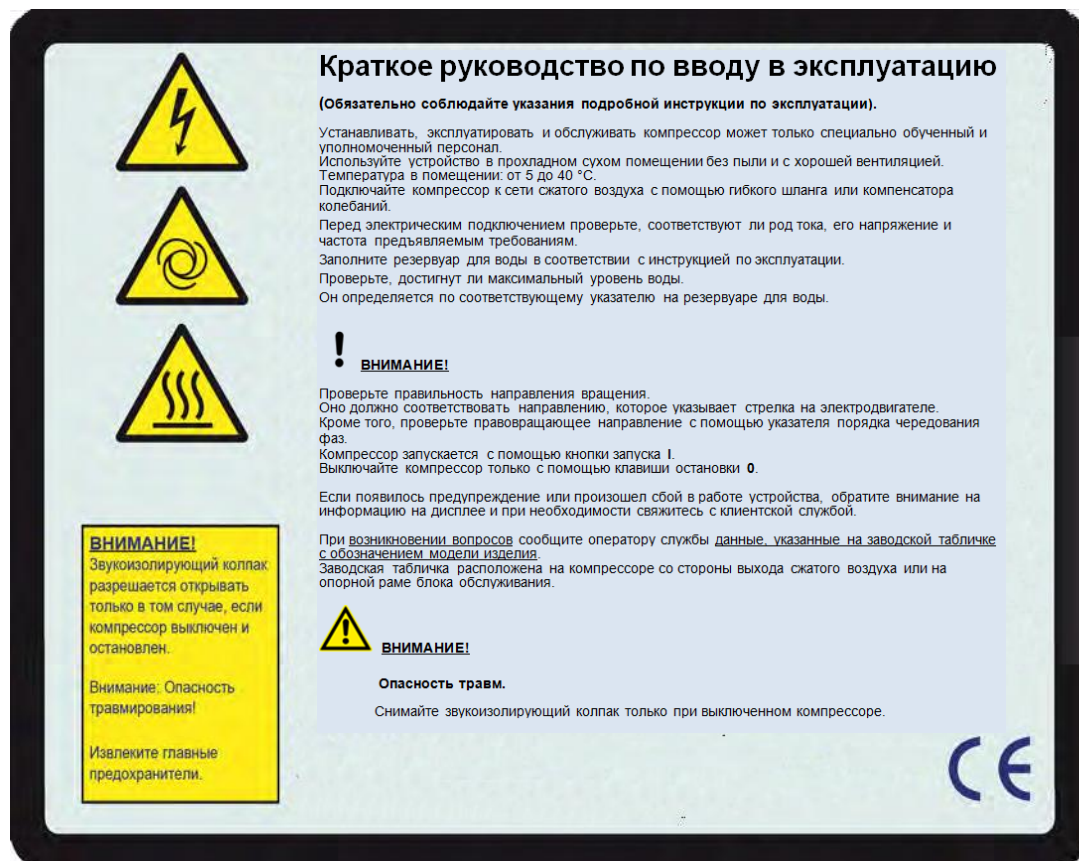 Краткое руководство по вводу в эксплуатацию
(Обязательно соблюдайте указания подробной инструкции по эксплуатации).
Устанавливать, эксплуатировать и обслуживать компрессор может только специально обученный и
уполномоченный персонал.
Используйте устройство в прохладном сухом помещении без пыли и с хорошей вентиляцией.
Температура в помещении: от 5 до 40 °C.
Подключайте компрессор к сети сжатого воздуха с помощью гибкого шланга или компенсатора
колебаний.
Перед электрическим подключением проверьте, соответствуют ли род тока, его напряжение и
частота предъявляемым требованиям.
Заполните резервуар для воды в соответствии с инструкцией по эксплуатации.
Проверьте, достигнут ли максимальный уровень воды.
Он определяется по соответствующему указателю на резервуаре для воды.
! ВНИМАНИЕ!
Проверьте правильность направления вращения.
Оно должно соответствовать направлению, которое указывает стрелка на электродвигателе.
Кроме того, проверьте правовращающее направление с помощью указателя порядка чередования
фаз.
Компрессор запускается с помощью кнопки запуска I.
Выключайте компрессор только с помощью клавиши остановки 0.
Если появилось предупреждение или произошел сбой в работе устройства, обратите внимание на
информацию на дисплее и при необходимости свяжитесь с клиентской службой.
При возникновении вопросов сообщите оператору службы данные, указанные на заводской табличке
с обозначением модели изделия.
Заводская табличка расположена на компрессоре со стороны выхода сжатого воздуха или на
опорной раме блока обслуживания.
ВНИМАНИЕ!
Опасность травм.
Снимайте звукоизолирующий колпак только при выключенном компрессоре.
ВНИМАНИЕ!
Звукоизолирующий колпак
разрешается открывать
только в том случае, если
компрессор выключен и
остановлен.
Внимание: Опасность
травмирования!
Извлеките главные
предохранители.
CE